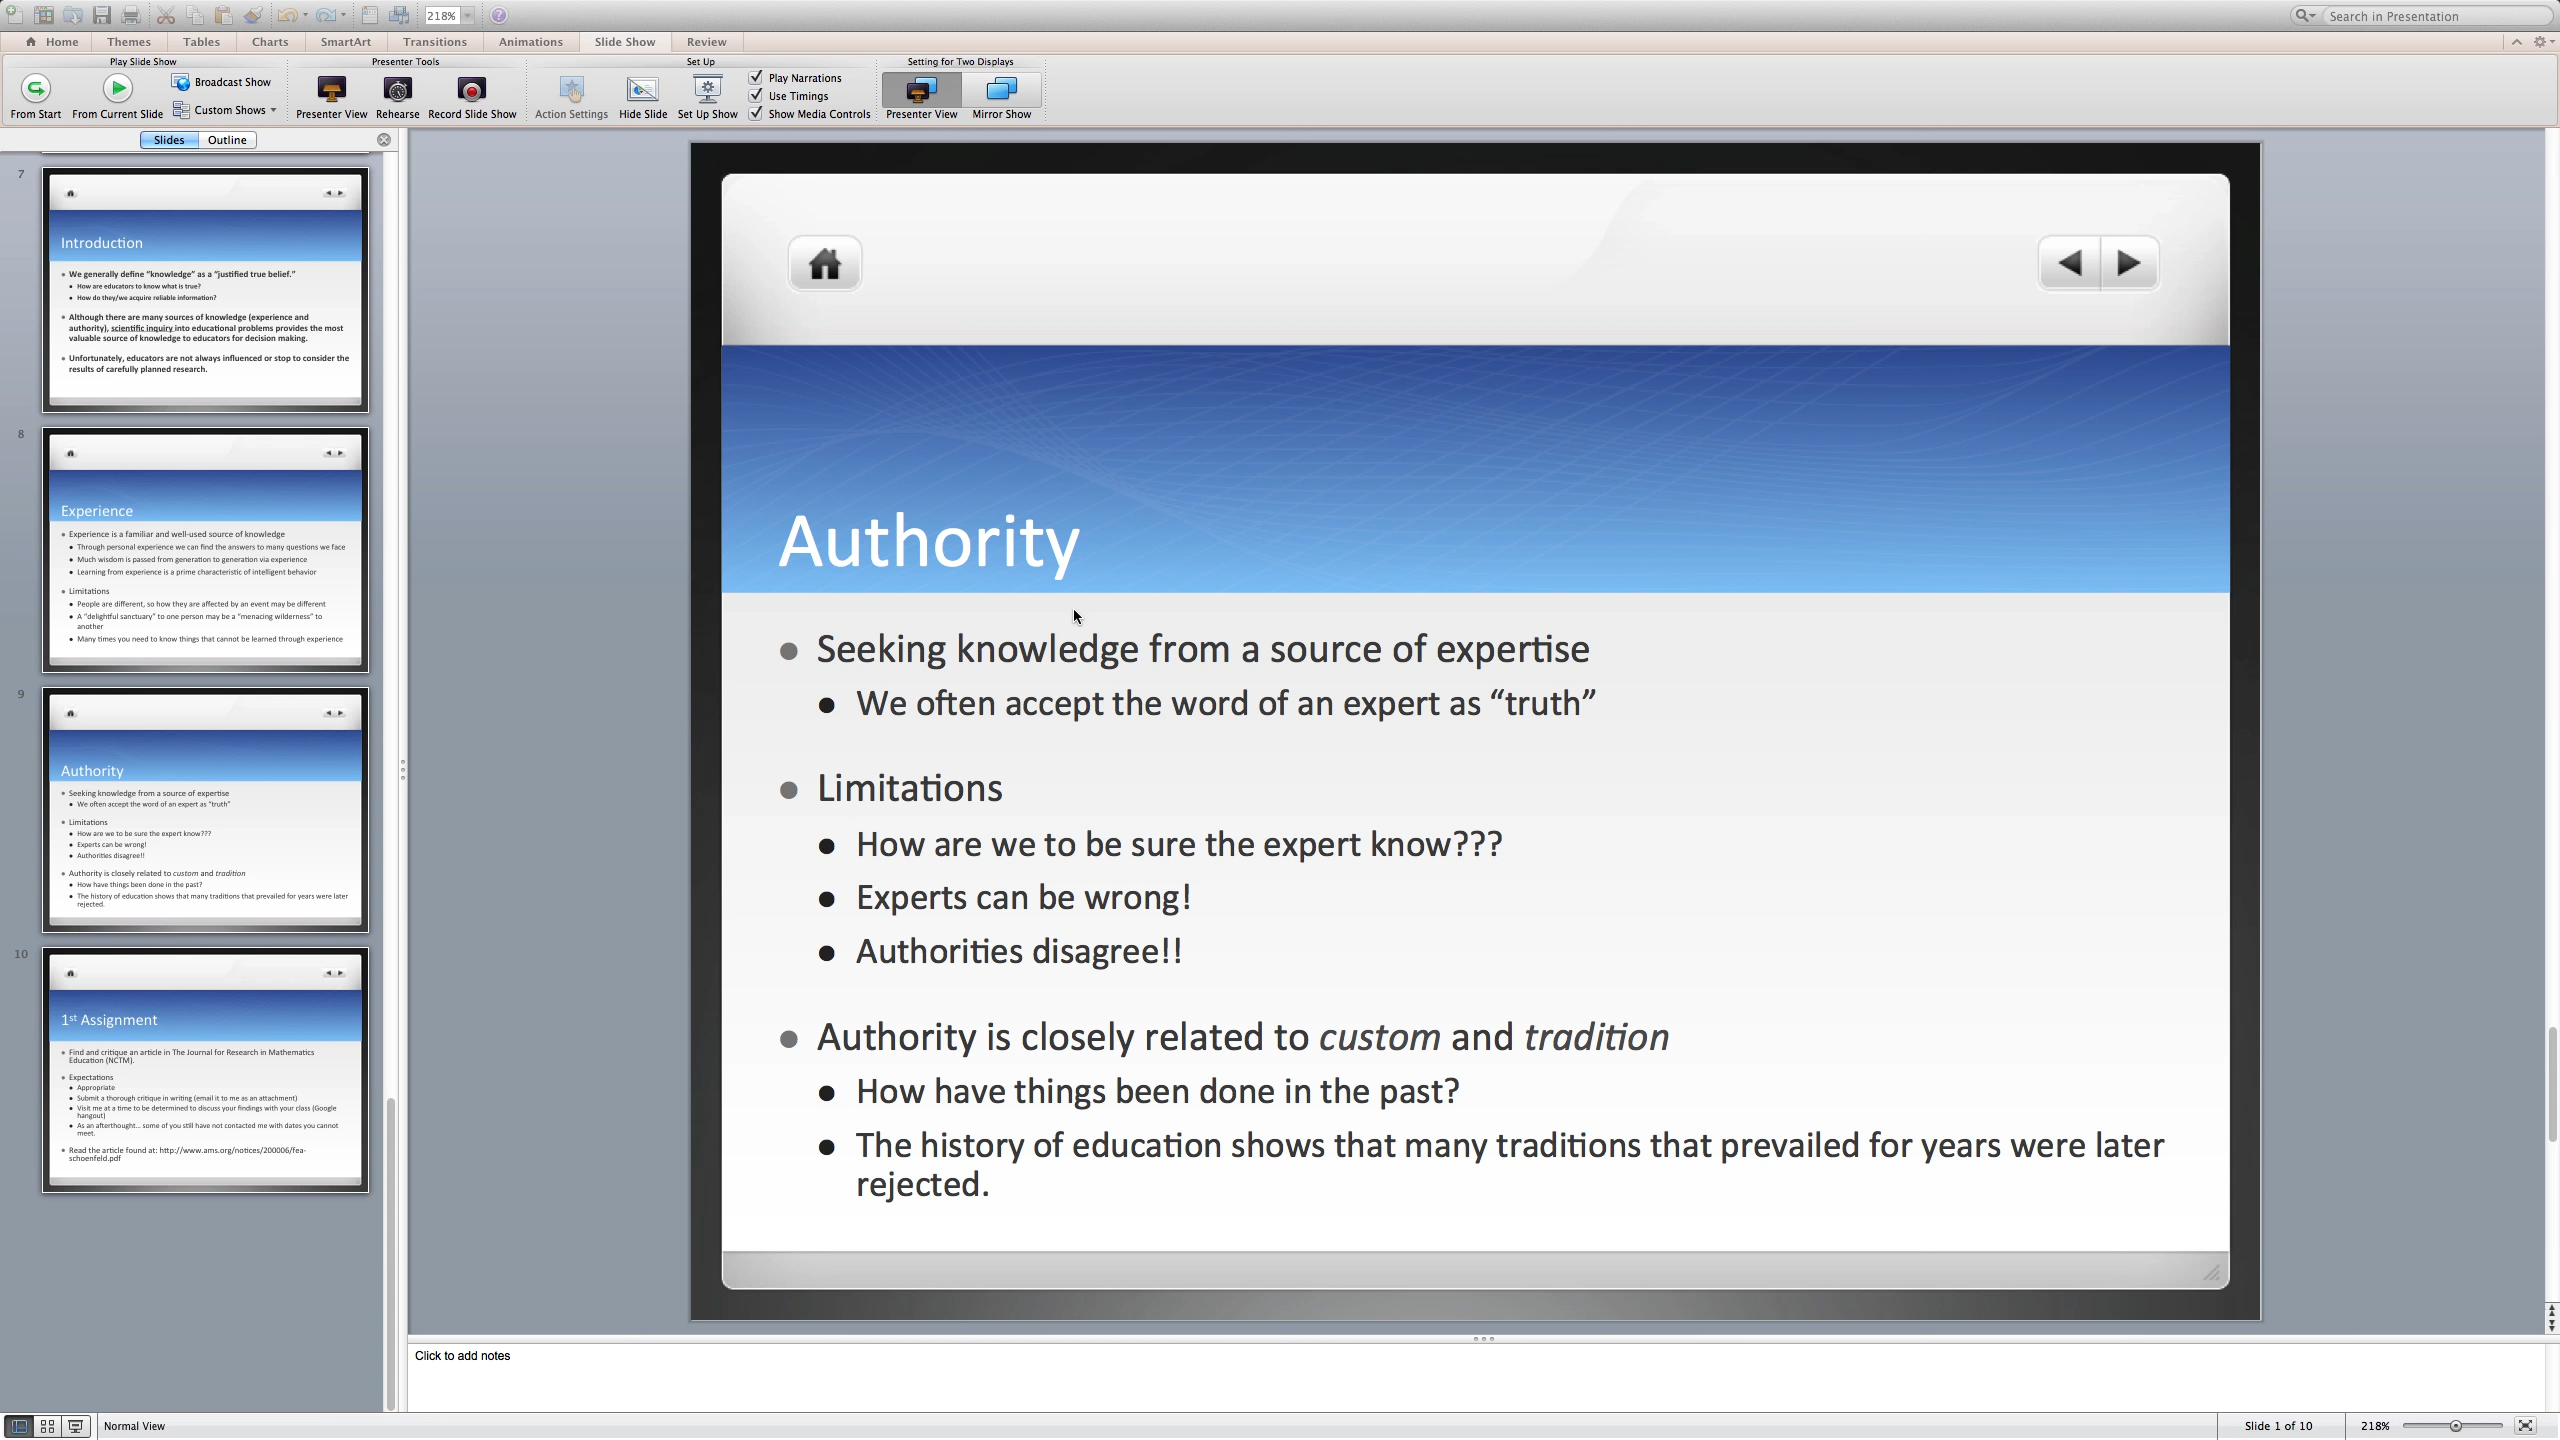 218%
Search in Presentation
Home
Themes
Tables
Charts
SmartArt
Transitions
Animations
Slide Show
Review
Play Slide Show
Presenter Tools
Set Up
Setting for Two Displays
From Start
From Current Slide
Broadcast Show
Custom Shows
Presenter View
Rehearse
Record Slide Show
Action Settings
Hide Slide
Set Up Show
Play Narrations
Use Timings
Show Media Controls
Presenter View
Mirror Show
Slides
Outline
7
Introduction
We generally define “knowledge” as a “justified true belief.”
How are educators to know what is true?
How do they/we acquire reliable information?
Although there are many sources of knowledge (experience and
authority), scientific inquiry into educational problems provides the most
valuable source of knowledge to educators for decision making.
Unfortunately, educators are not always influenced or stop to consider the
results of carefully planned research.
8
Experience
Experience is a familiar and well-used source of knowledge
Through personal experience we can find the answers to many questions we face
Much wisdom is passed from generation to generation via experience
Learning from experience is a prime characteristic of intelligent behavior
Limitations
People are different, so how they are affected by an event may be different
A “delightful sanctuary” to one person may be a “menacing wilderness” to
another
Many times you need to know things that cannot be learned through experience
9
Authority
Seeking knowledge from a source of expertise
We often accept the word of an expert as “truth”
Limitations
How are we to be sure the expert know???
Experts can be wrong!
Authorities disagree!!
Authority is closely related to custom and tradition
How have things been done in the past?
The history of education shows that many traditions that prevailed for years were later
rejected.
10
1st Assignment
Find and critique an article in The Journal for Research in Mathematics
Education (NCTM).
Expectations
Appropriate
Submit a thorough critique in writing (email it to me as an attachment)
Visit me at a time to be determined to discuss your findings with your class (Google
hangout)
As an afterthought... some of you still have not contacted me with dates you cannot
meet.
Read the article found at: http://www.ams.org/notices/200006/fea-
schoenfeld.pdf
Authority
Seeking knowledge from a source of expertise
We often accept the word of an expert as “truth”
Limitations
How are we to be sure the expert know???
Experts can be wrong!
Authorities disagree!!
Authority is closely related to custom and tradition
How have things been done in the past?
The history of education shows that many traditions that prevailed for years were later
rejected.
Click to add notes
Normal View
Slide 1 of 10
218%